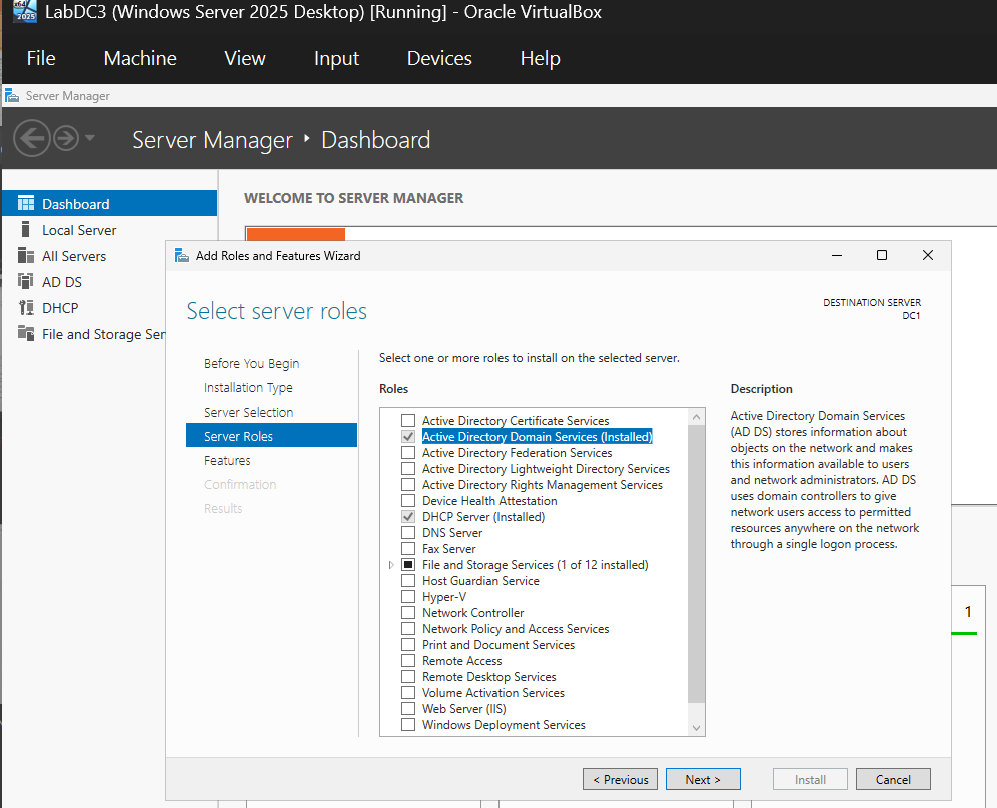 x64
2025
LabDC3 (Windows Server 2025 Desktop) [Running] - Oracle VirtualBox
File Machine View Input Devices Help
Server Manager
Server Manager ‣ Dashboard
Dashboard
Local Server
All Servers
AD DS
DHCP
File and Storage Ser
WELCOME TO SERVER MANAGER
Add Roles and Features Wizard
Select server roles
DESTINATION SERVER
DC1
Before You Begin
Installation Type
Server Selection
Server Roles
Features
Confirmation
Results
Select one or more roles to install on the selected server.
Roles
Active Directory Certificate Services
Active Directory Domain Services (Installed)
Active Directory Federation Services
Active Directory Lightweight Directory Services
Active Directory Rights Management Services
Device Health Attestation
DHCP Server (Installed)
DNS Server
Fax Server
File and Storage Services (1 of 12 installed)
Host Guardian Service
Hyper-V
Network Controller
Network Policy and Access Services
Print and Document Services
Remote Access
Remote Desktop Services
Volume Activation Services
Web Server (IIS)
Windows Deployment Services
Description
Active Directory Domain Services
(AD DS) stores information about
objects on the network and makes
this information available to users
and network administrators. AD DS
uses domain controllers to give
network users access to permitted
resources anywhere on the network
through a single logon process.
1
< Previous
Next >
Install
Cancel